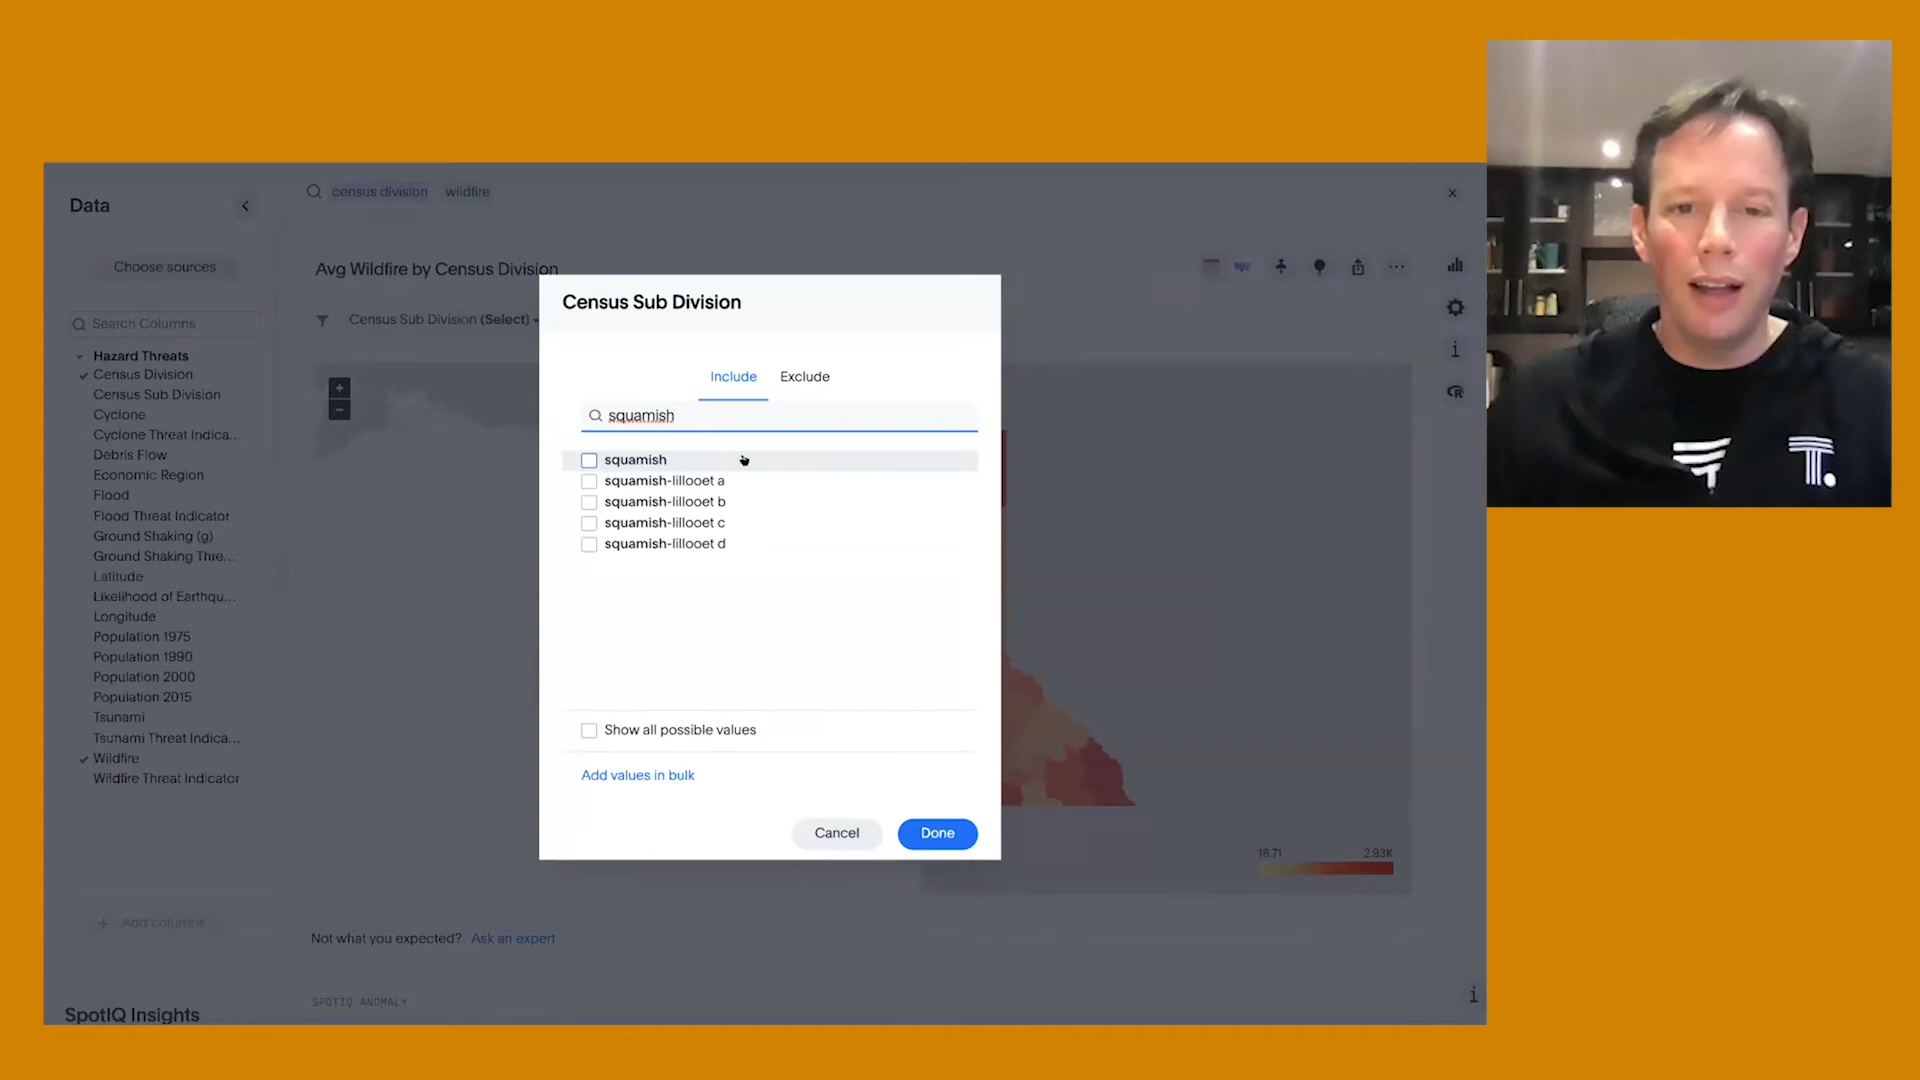 Data
Choose sources
Search Columns
Hazard Threats
Census Division
Census Sub Division
Cyclone
Cyclone Threat Indica...
Debris Flow
Economic Region
Flood
Flood Threat Indicator
Ground Shaking (g)
Ground Shaking Thre...
Latitude
Likelihood of Earthqu...
Longitude
Population 1975
Population 1990
Population 2000
Population 2015
Tsunami
Tsunami Threat Indica...
Wildfire
Wildfire Threat Indicator
+ Add columns
SpotIQ Insights
census division wildfire
Avg Wildfire by Census Division
Census Sub Division (Select)
Census Sub Division
Include Exclude
squamish
squamish
squamish-lillooet a
squamish-lillooet b
squamish-lillooet c
squamish-lillooet d
Show all possible values
Add values in bulk
Cancel Done
18.71 2.93K
Not what you expected? Ask an expert
SPOTIQ ANOMALY
T.